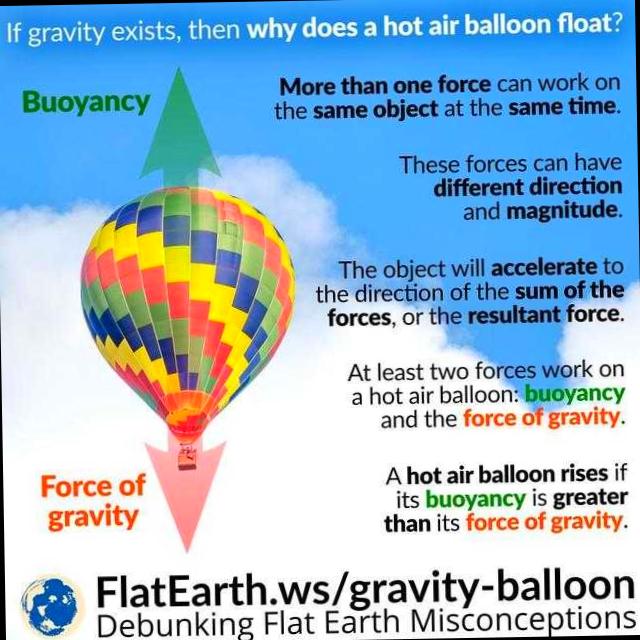 If gravity exists, then why does a hot air balloon float?
Buoyancy
More than one force can work on
the same object at the same time.
These forces can have
different direction
and magnitude.
The object will accelerate to
the direction of the sum of the
forces, or the resultant force.
At least two forces work on
a hot air balloon: buoyancy
and the force of gravity.
Force of
gravity
A hot air balloon rises if
its buoyancy is greater
than its force of gravity.
FlatEarth.ws/gravity-balloon
Debunking Flat Earth Misconceptions